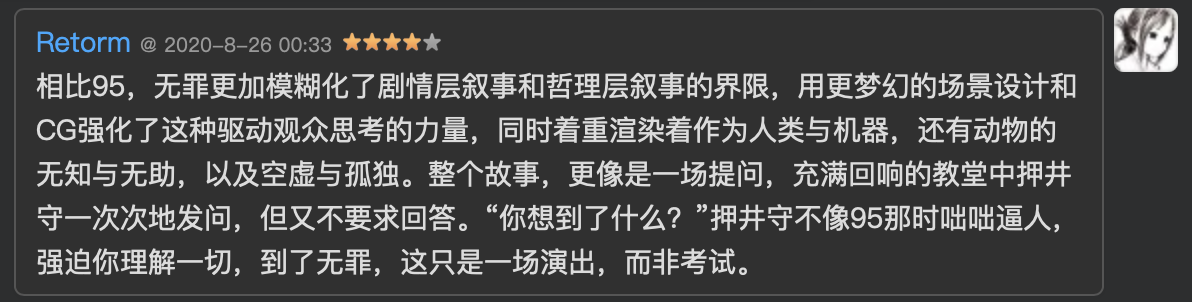 Retorm @ 2020-8-26 00:33 ★★★★★
相比95，无罪更加模糊化了剧情层叙事和哲理层叙事的界限，用更梦幻的场景设计和
CG强化了这种驱动观众思考的力量，同时着重渲染着作为人类与机器，还有动物的
无知与无助，以及空虚与孤独。整个故事，更像是一场提问，充满回响的教堂中押井
守一次次地发问，但又不要求回答。“你想到了什么？”押井守不像95那时咄咄逼人，
强迫你理解一切，到了无罪，这只是一场演出，而非考试。